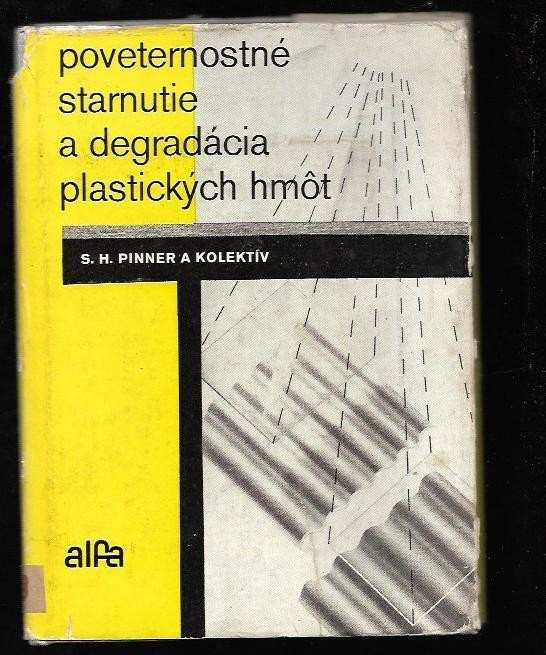 poveternostné
starnutie
a degradácia
plastických hmôt
S. H. PINNER A KOLEKTÍV
alfa